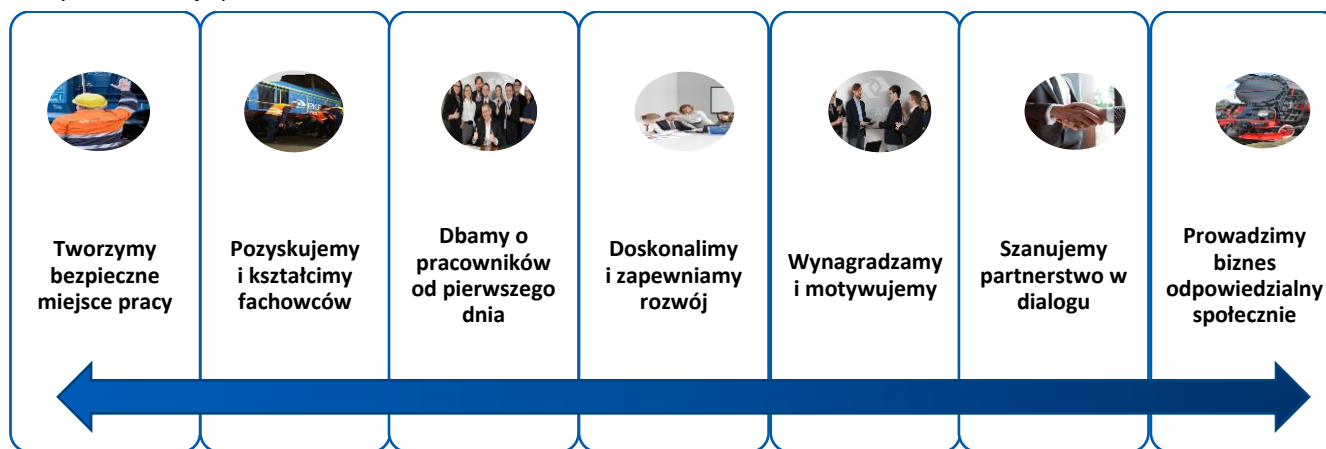 Tworzymy
bezpieczne
miejsce pracy
Pozyskujemy
i kształcimy
fachowców
Dbamy o
pracowników
od pierwszego
dnia
Doskonalimy
i zapewniamy
rozwój
Wynagradzamy
i motywujemy
Szanujemy
partnerstwo w
dialogu
Prowadzimy
biznes
odpowiedzialny
społecznie